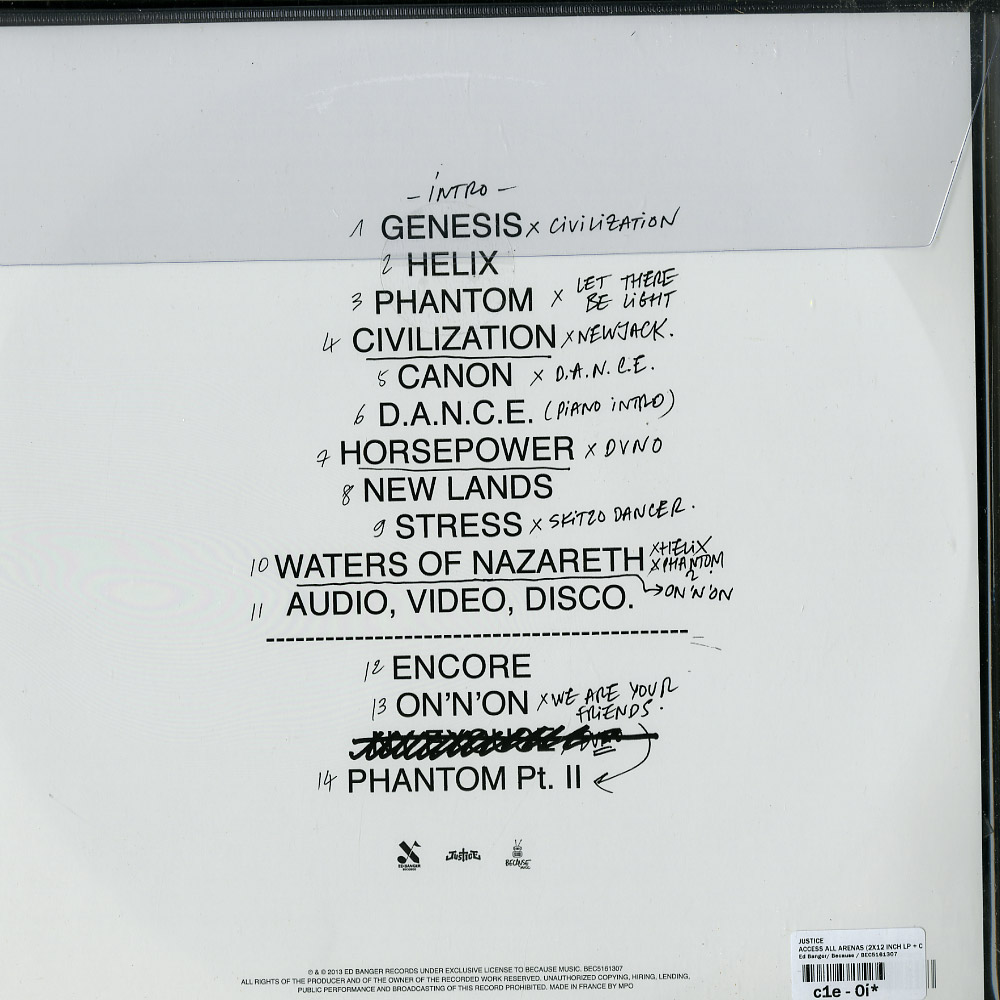 - INTRO -
1 GENESIS x CIVILIZATION
2 HELIX
3 PHANTOM x LET THERE
BE LIGHT
4 CIVILIZATION x NEWJACK.
5 CANON x D.A.N.C.E.
6 D.A.N.C.E. (PIANO INTRO)
7 HORSEPOWER x DVNO
8 NEW LANDS
9 STRESS x SKITZO DANCER.
10 WATERS OF NAZARETH x HELIX
x PHANTOM
2
→ ON'N'ON
11 AUDIO, VIDEO, DISCO.
12 ENCORE
13 ON'N'ON x WE ARE YOUR
FRIENDS.
14 PHANTOM Pt. II
ED BANGER
RECORDS
JUSTICE
BECAUSE
MUSIC
℗ & © 2013 ED BANGER RECORDS UNDER EXCLUSIVE LICENSE TO BECAUSE MUSIC. BEC5161307
ALL RIGHTS OF THE PRODUCER AND OF THE OWNER OF THE RECORDED WORK RESERVED. UNAUTHORIZED COPYING, HIRING, LENDING,
PUBLIC PERFORMANCE AND BROADCASTING OF THIS RECORD PROHIBITED. MADE IN FRANCE BY MPO
JUSTICE
ACCESS ALL ARENAS (2X12 INCH LP + C
Ed Banger/ Because / BEC5161307
c1e - 0i*